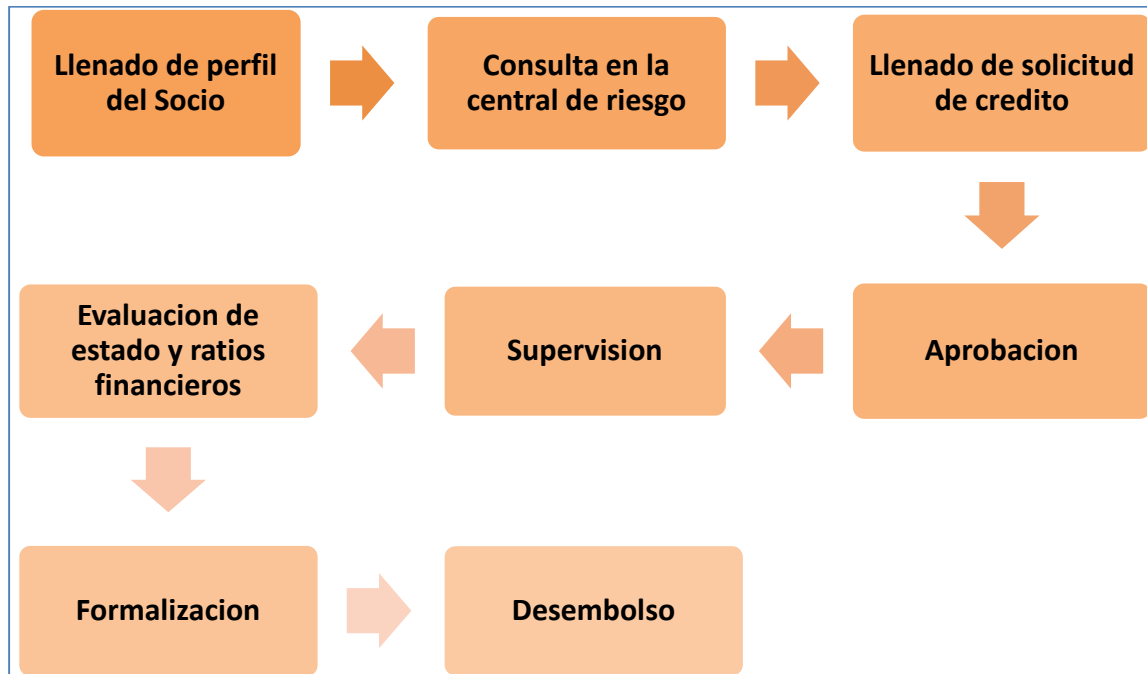 Llenado de perfil
del Socio
Consulta en la
central de riesgo
Llenado de solicitud
de credito
Aprobacion
Supervision
Evaluacion de
estado y ratios
financieros
Formalizacion
Desembolso